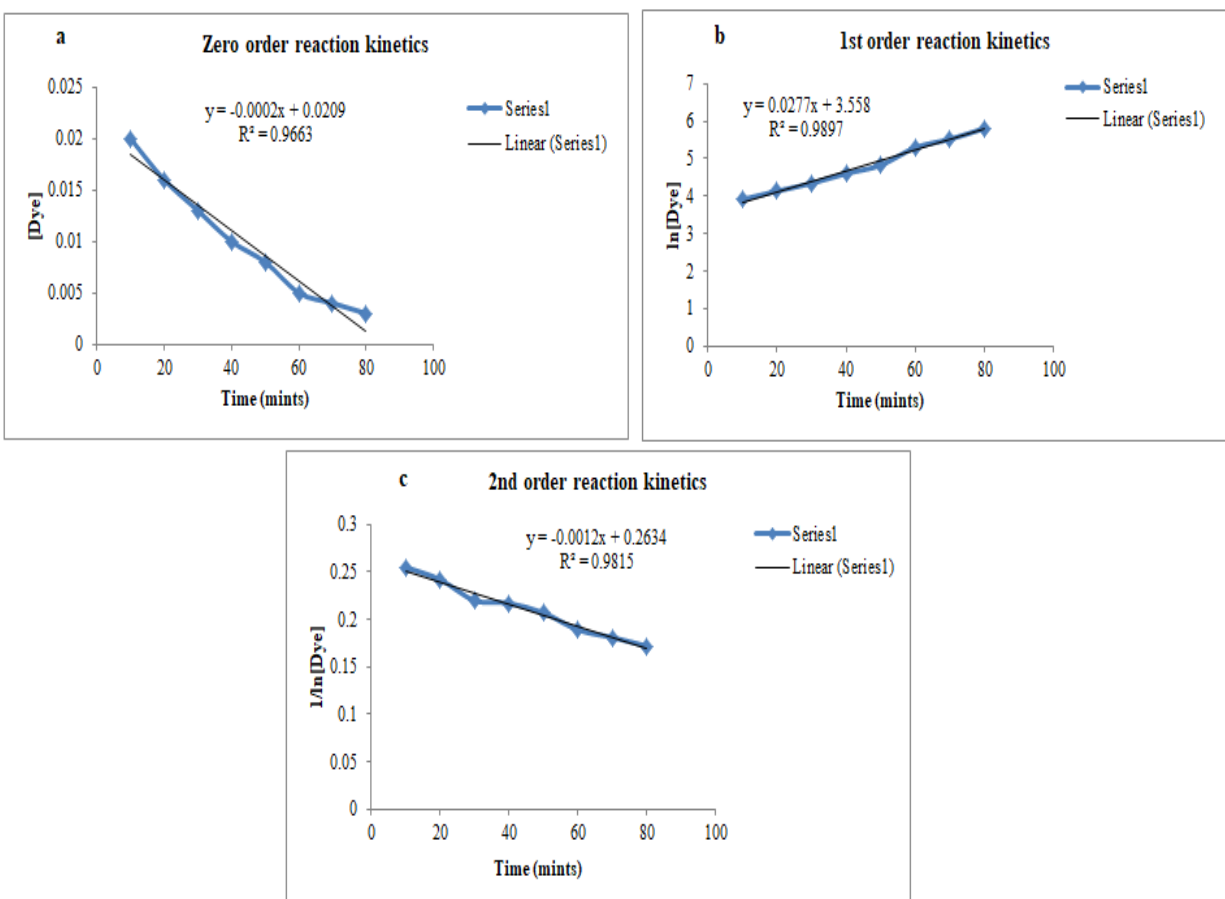 a
Zero order reaction kinetics
0.025
0.02
0.015
0.01
0.005
0
y = -0.0002x + 0.0209
R² = 0.9663
Series1
Linear (Series1)
[Dye]
0 20 40 60 80 100
Time (mints)
b
1st order reaction kinetics
7
6
5
4
3
2
1
0
y = 0.0277x + 3.558
R² = 0.9897
Series1
Linear (Series1)
ln[Dye]
0 20 40 60 80 100
Time (mints)
c
2nd order reaction kinetics
0.3
0.25
0.2
0.15
0.1
0.05
0
y = -0.0012x + 0.2634
R² = 0.9815
Series1
Linear (Series1)
1/ln[Dye]
0 20 40 60 80 100
Time (mints)